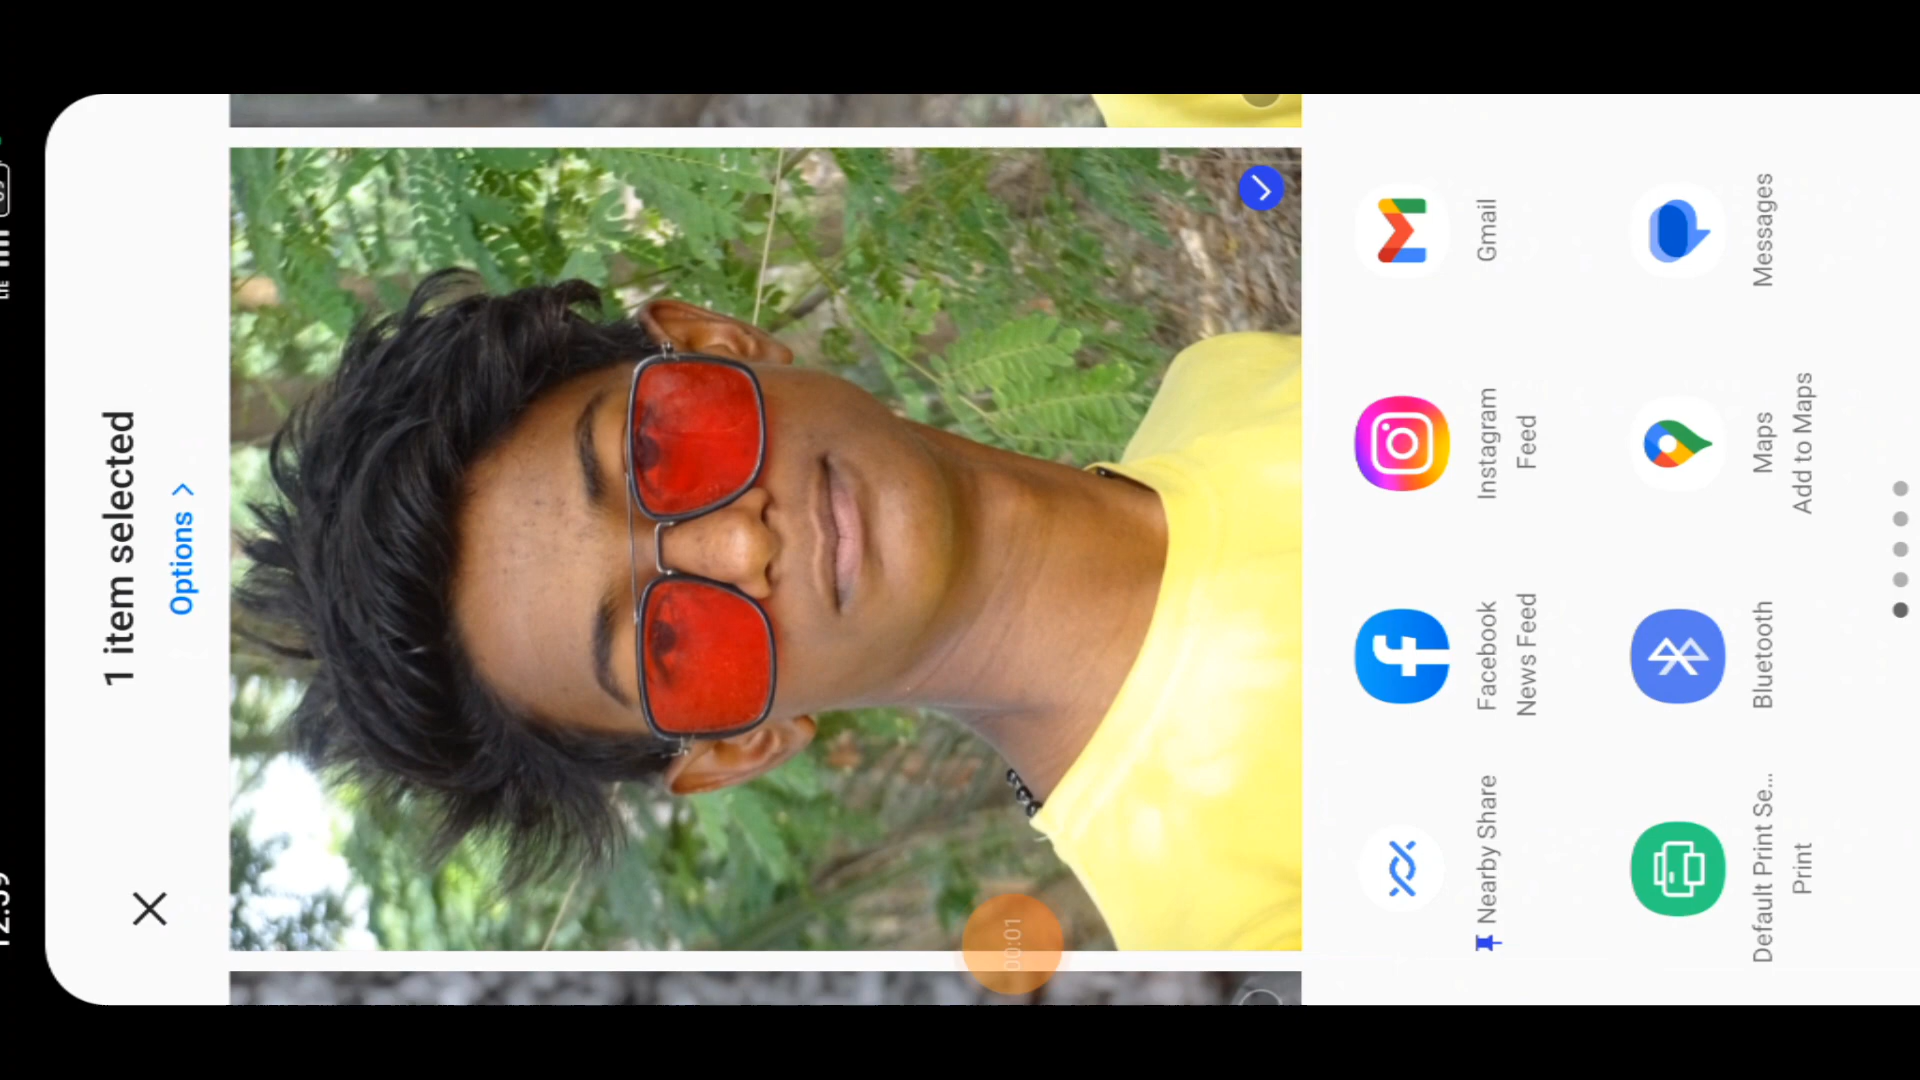 1 item selected
Options >
00:01
Nearby Share
Facebook
News Feed
Instagram
Feed
Gmail
Default Print Se...
Print
Bluetooth
Maps
Add to Maps
Messages